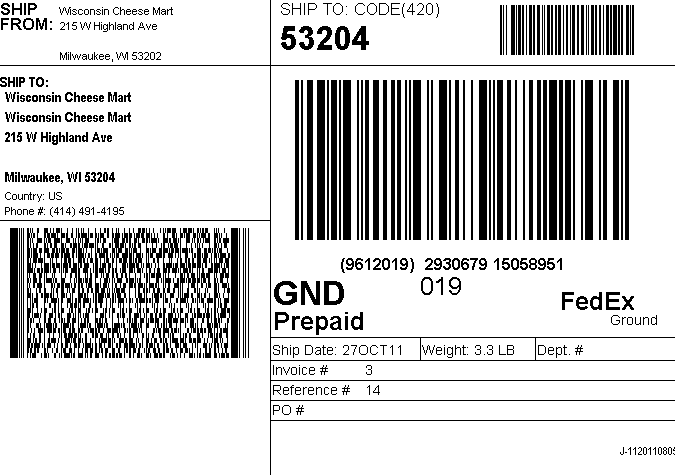 SHIP FROM:
Wisconsin Cheese Mart
215 W Highland Ave
Milwaukee, WI 53202
SHIP TO: CODE(420)
53204
SHIP TO:
Wisconsin Cheese Mart
Wisconsin Cheese Mart
215 W Highland Ave
Milwaukee, WI 53204
Country: US
Phone #: (414) 491-4195
(9612019) 2930679 15058951
GND
019
Prepaid
FedEx
Ground
Ship Date: 27OCT11 Weight: 3.3 LB Dept. #
Invoice # 3
Reference # 14
PO #
J-1120110805